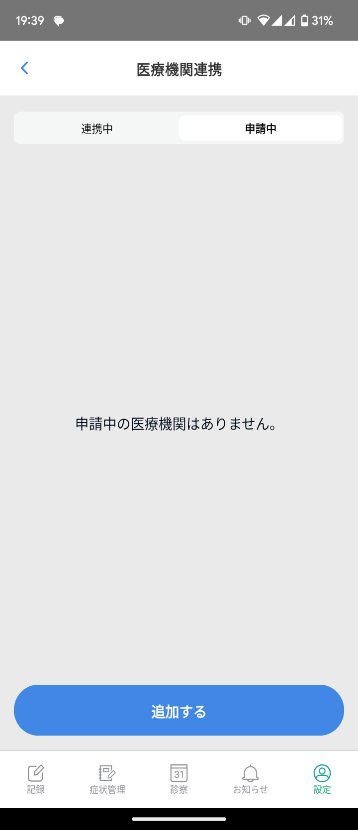 19:39 31%
医療機関連携
連携中 申請中
申請中の医療機関はありません。
追加する
31
記録 症状管理 診察 お知らせ 設定